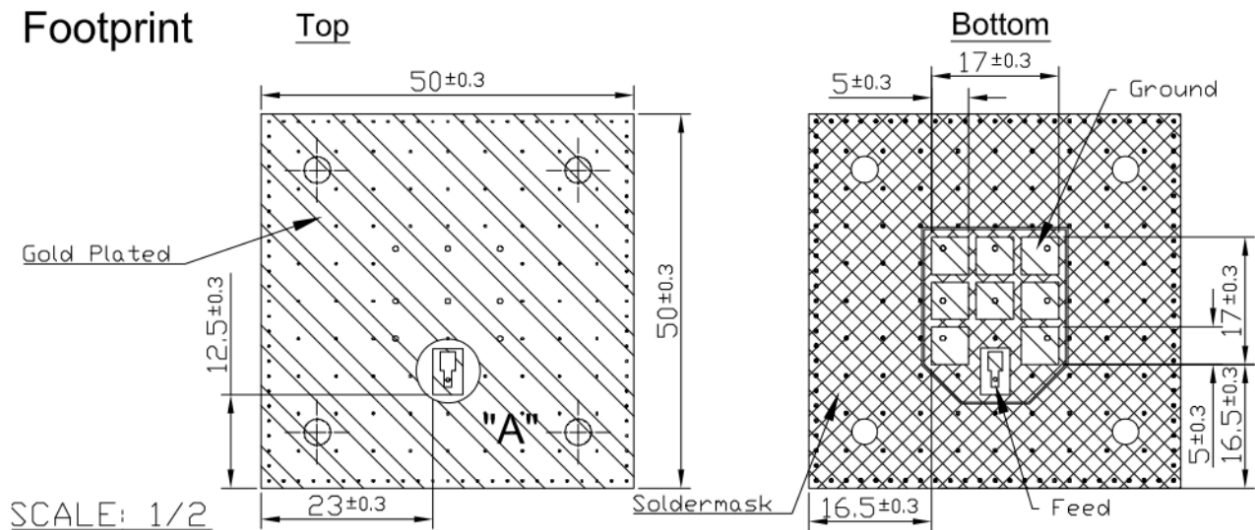 Footprint
Top
Bottom
50±0.3
17±0.3
5±0.3
Ground
Gold Plated
12.5±0.3
50±0.3
17±0.3
"A"
5±0.3
16.5±0.3
Soldermask
16.5±0.3
Feed
23±0.3
SCALE: 1/2